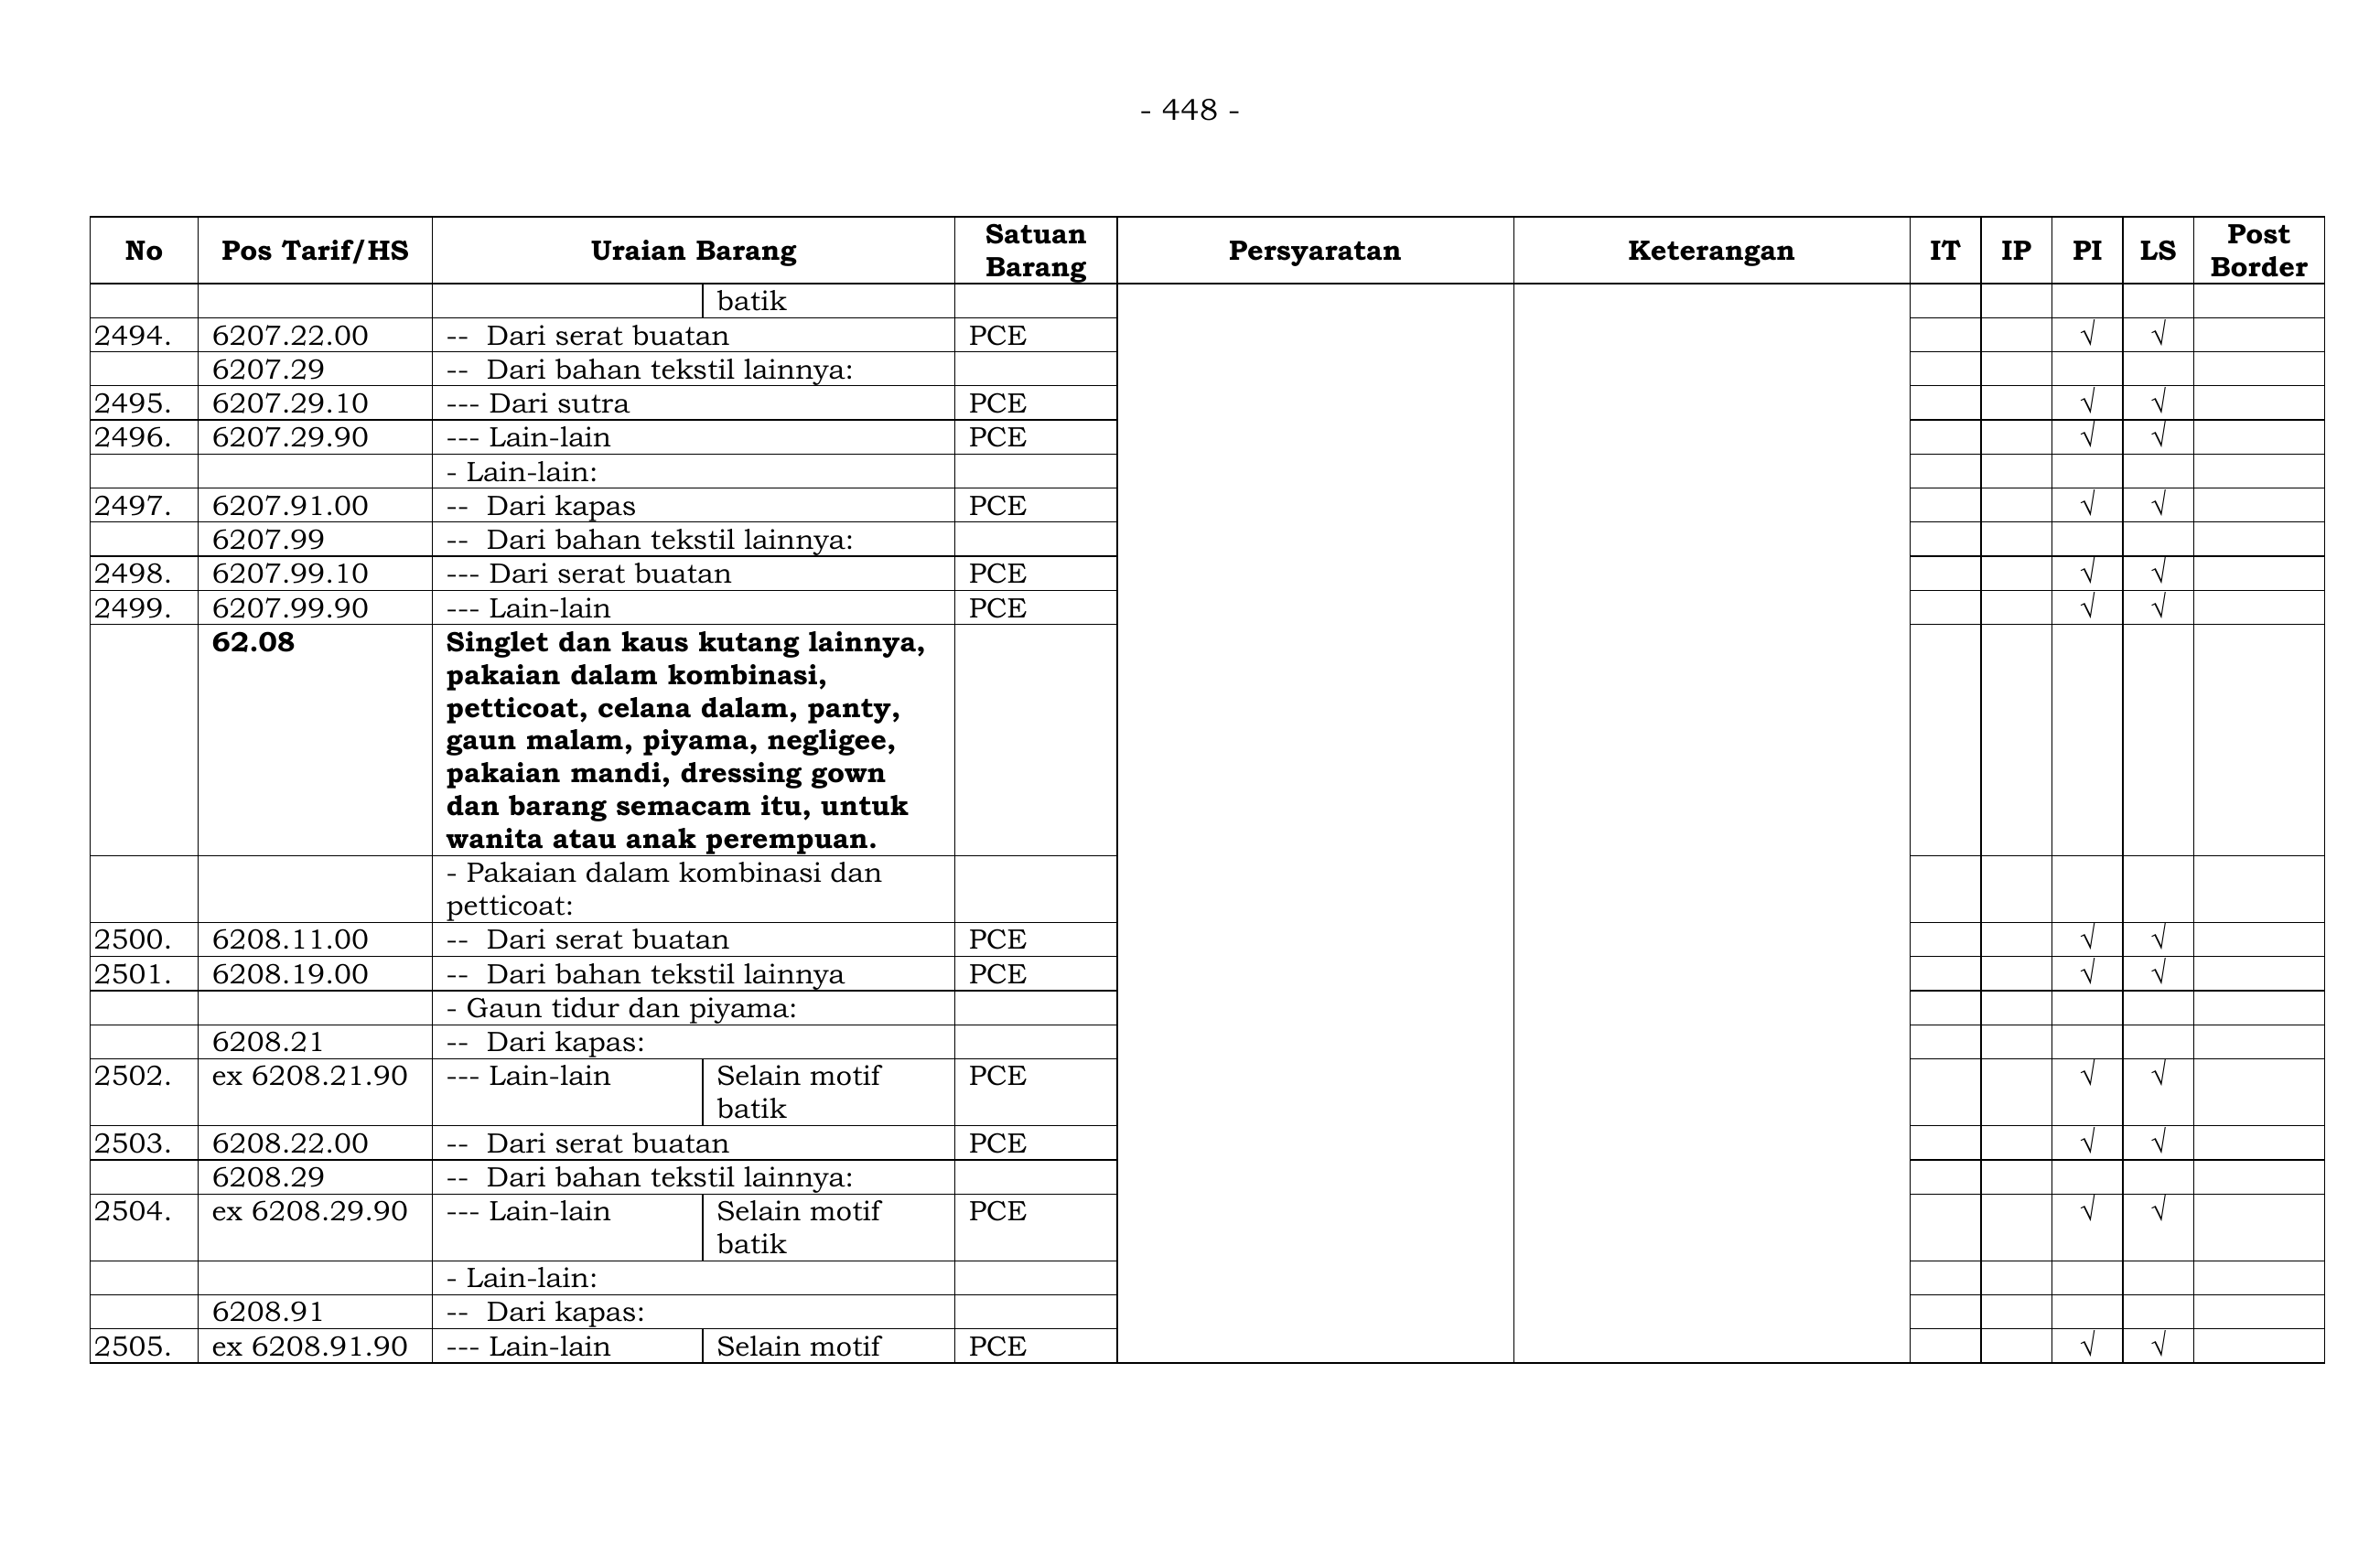 - 448 -
No Pos Tarif/HS Uraian Barang Satuan Barang Persyaratan Keterangan IT IP PI LS Post Border
batik
2494. 6207.22.00 -- Dari serat buatan PCE √ √
6207.29 -- Dari bahan tekstil lainnya:
2495. 6207.29.10 --- Dari sutra PCE √ √
2496. 6207.29.90 --- Lain-lain PCE √ √
- Lain-lain:
2497. 6207.91.00 -- Dari kapas PCE √ √
6207.99 -- Dari bahan tekstil lainnya:
2498. 6207.99.10 --- Dari serat buatan PCE √ √
2499. 6207.99.90 --- Lain-lain PCE √ √
62.08 Singlet dan kaus kutang lainnya,
pakaian dalam kombinasi,
petticoat, celana dalam, panty,
gaun malam, piyama, negligee,
pakaian mandi, dressing gown
dan barang semacam itu, untuk
wanita atau anak perempuan.
- Pakaian dalam kombinasi dan
petticoat:
2500. 6208.11.00 -- Dari serat buatan PCE √ √
2501. 6208.19.00 -- Dari bahan tekstil lainnya PCE √ √
- Gaun tidur dan piyama:
6208.21 -- Dari kapas:
2502. ex 6208.21.90 --- Lain-lain Selain motif PCE √ √
batik
2503. 6208.22.00 -- Dari serat buatan PCE √ √
6208.29 -- Dari bahan tekstil lainnya:
2504. ex 6208.29.90 --- Lain-lain Selain motif PCE √ √
batik
- Lain-lain:
6208.91 -- Dari kapas:
2505. ex 6208.91.90 --- Lain-lain Selain motif PCE √ √